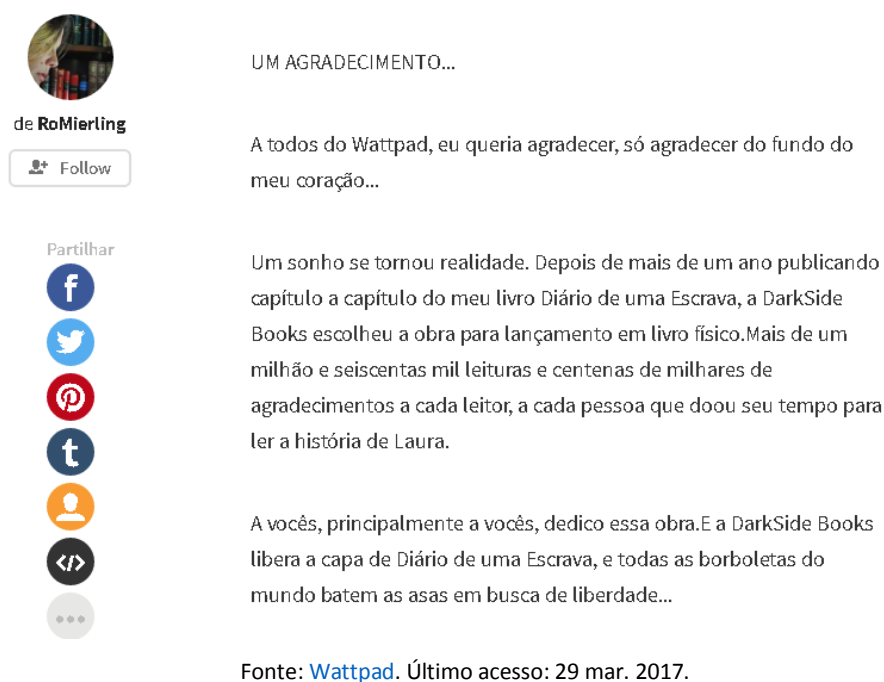 de RoMierling
Follow
Partilhar
UM AGRADECIMENTO...
A todos do Wattpad, eu queria agradecer, só agradecer do fundo do
meu coração...
Um sonho se tornou realidade. Depois de mais de um ano publicando
capítulo a capítulo do meu livro Diário de uma Escrava, a DarkSide
Books escolheu a obra para lançamento em livro físico.Mais de um
milhão e seiscentas mil leituras e centenas de milhares de
agradecimentos a cada leitor, a cada pessoa que doou seu tempo para
ler a história de Laura.
A vocês, principalmente a vocês, dedico essa obra.E a DarkSide Books
libera a capa de Diário de uma Escrava, e todas as borboletas do
mundo batem as asas em busca de liberdade...
Fonte: Wattpad. Último acesso: 29 mar. 2017.